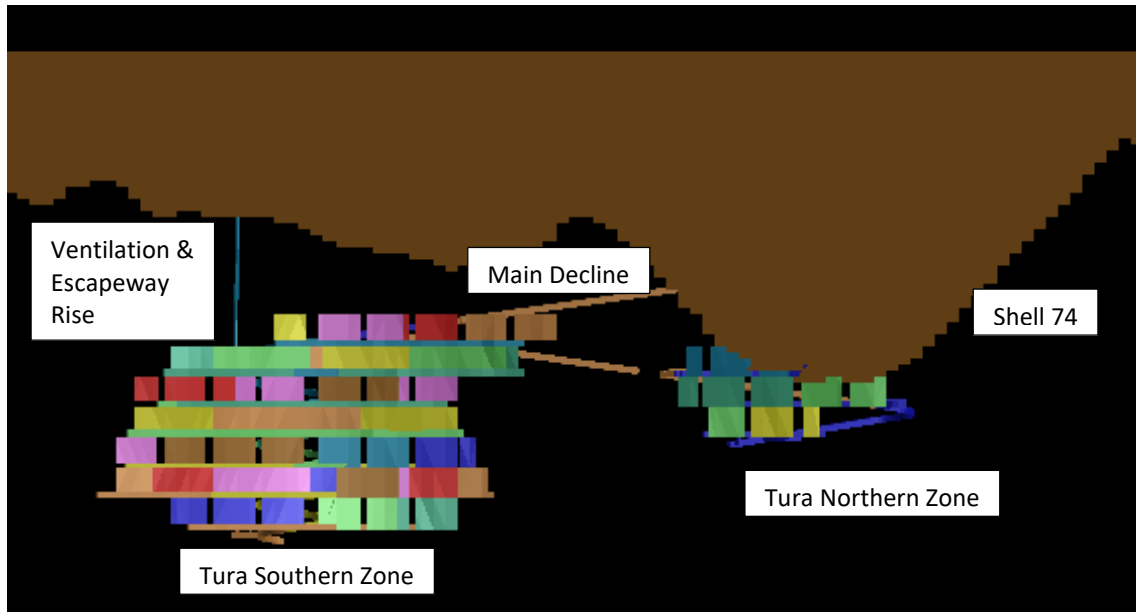 Ventilation &
Escapeway
Rise
Main Decline
Shell 74
Tura Northern Zone
Tura Southern Zone